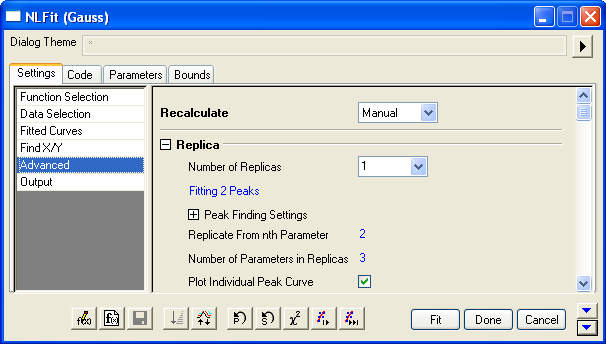 NLFit (Gauss)
Dialog Theme *
Settings Code Parameters Bounds
Function Selection
Data Selection
Fitted Curves
Find X/Y
Advanced
Output
Recalculate Manual
Replica
Number of Replicas 1
Fitting 2 Peaks
Peak Finding Settings
Replicate From nth Parameter 2
Number of Parameters in Replicas 3
Plot Individual Peak Curve
Fit Done Cancel